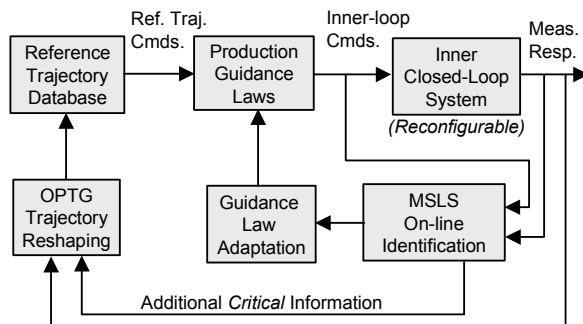 Ref. Traj.
Cmds.
Inner-loop
Cmds.
Meas.
Resp.
Reference
Trajectory
Database
Production
Guidance
Laws
Inner
Closed-Loop
System
(Reconfigurable)
OPTG
Trajectory
Reshaping
Guidance
Law
Adaptation
MSLS
On-line
Identification
Additional Critical Information